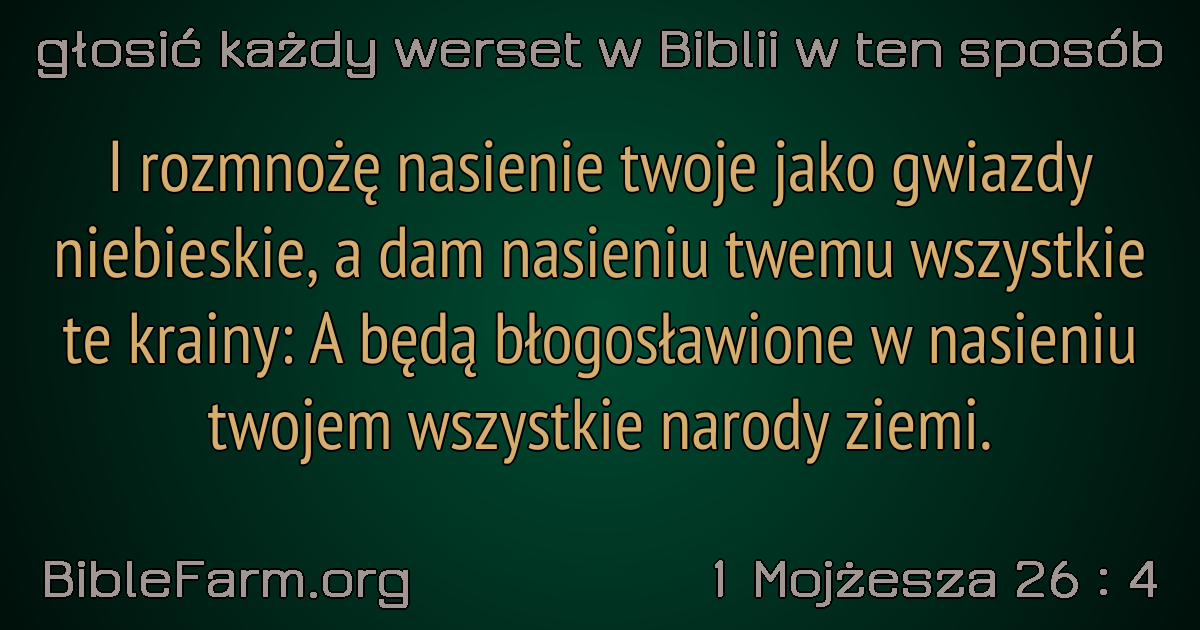 głosić każdy werset w Biblii w ten sposób
I rozmnożę nasienie twoje jako gwiazdy
niebieskie, a dam nasieniu twemu wszystkie
te krainy: A będą błogosławione w nasieniu
twojem wszystkie narody ziemi.
BibleFarm.org
1 Mojżesza 26 : 4